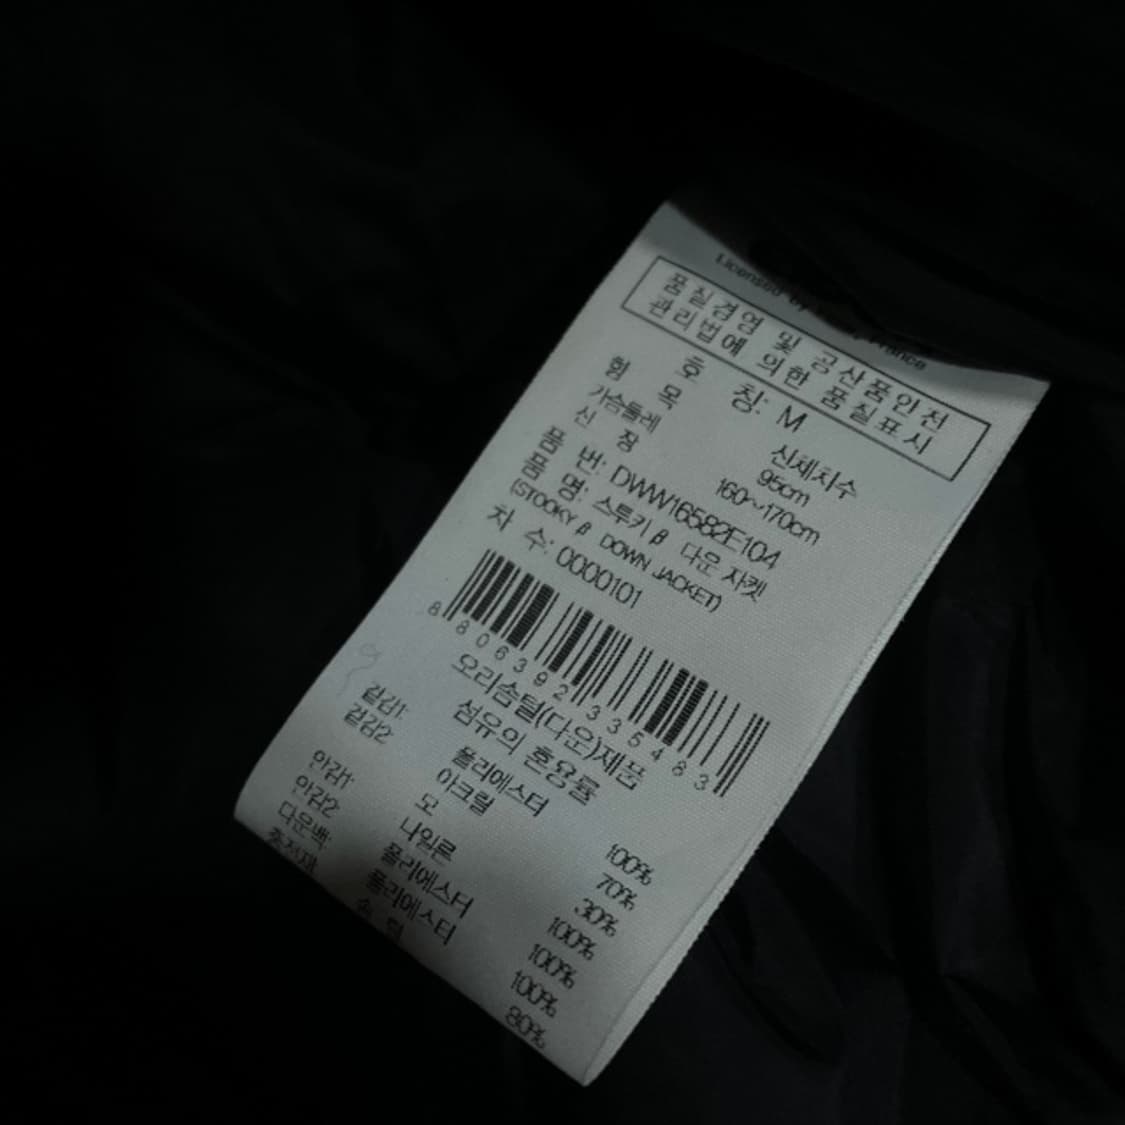 Licensed by France
품질경영 및 공산품안전
관리법에 의한 품질표시
호 칭: M
항 목 신체치수
가슴둘레 95cm
신 장 160~170cm
품 번: DWW16582E104
품 명: 스투키 β 다운 자켓
(STOOKY β DOWN JACKET)
차 수: 0000101
8 806392 335483
오리솜털(다운)제품
섬유의 혼용률
겉감1: 폴리에스터 100%
겉감2: 아크릴 70%
모 30%
안감1: 나일론 100%
안감2: 폴리에스터 100%
다운백: 폴리에스터 100%
충전재: 솜 털 80%